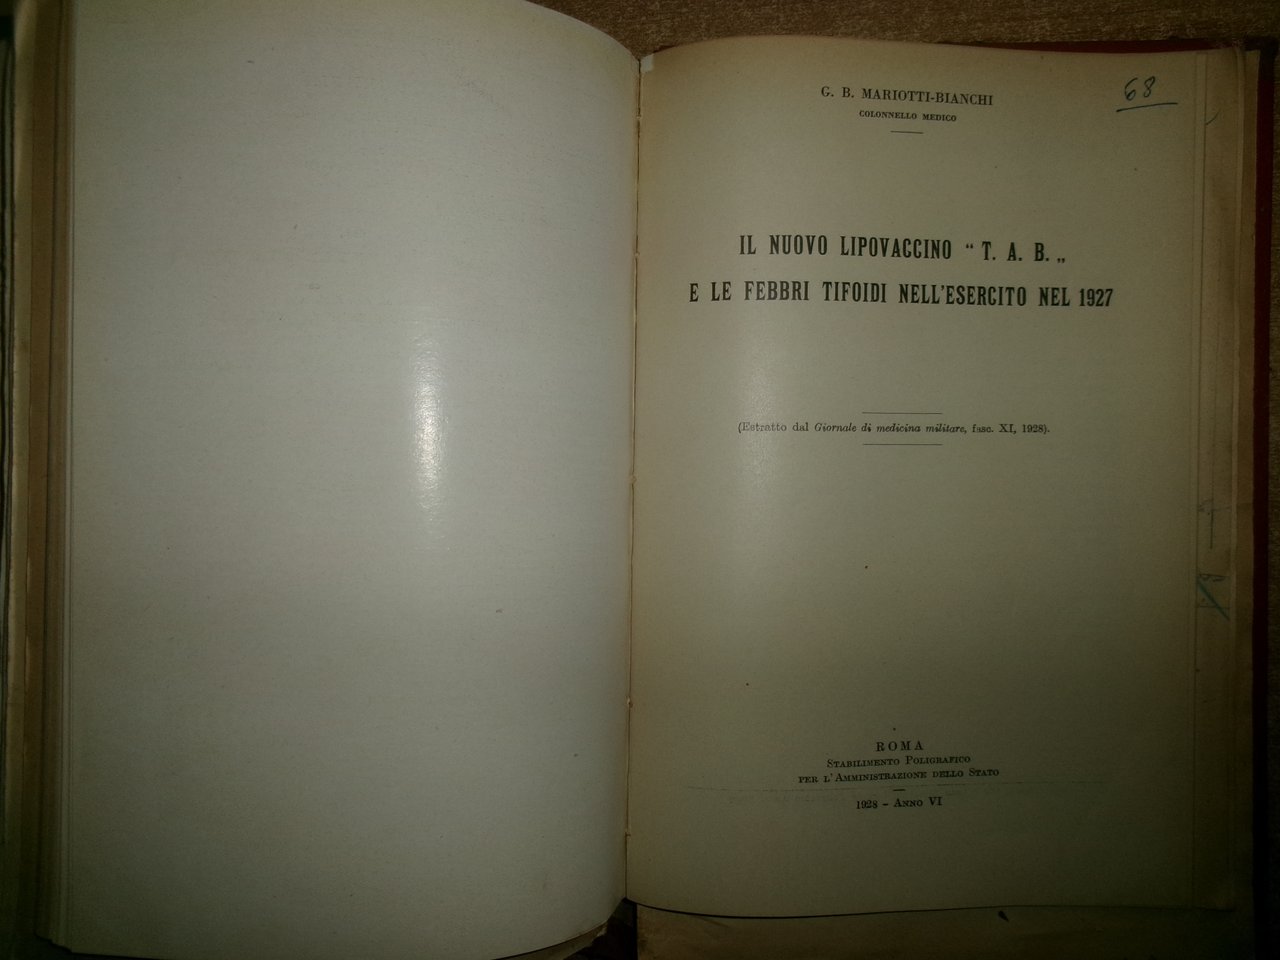 G. B. MARIOTTI-BIANCHI
COLONNELLO MEDICO
68
IL NUOVO LIPOVACCINO “ T. A. B. „
E LE FEBBRI TIFOIDI NELL'ESERCITO NEL 1927
(Estratto dal Giornale di medicina militare, fasc. XI, 1928).
ROMA
STABILIMENTO POLIGRAFICO
PER L'AMMINISTRAZIONE DELLO STATO
1928 – ANNO VI